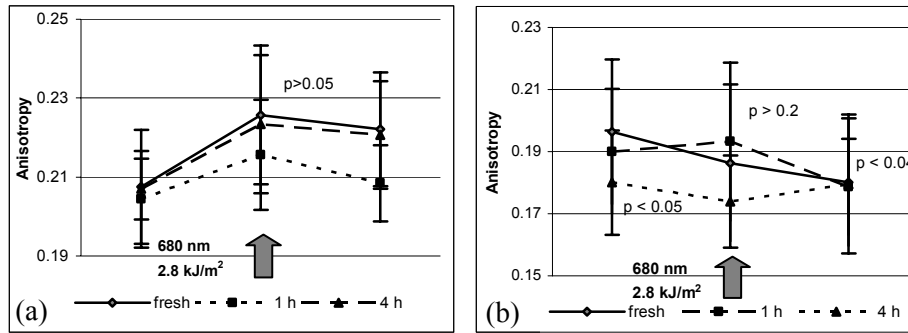 0.25
0.23
0.21
0.19
Anisotropy
p>0.05
680 nm
2.8 kJ/m²
(a)
fresh 1 h 4 h
0.23
0.21
0.19
0.17
0.15
Anisotropy
p > 0.2
p < 0.04
p < 0.05
680 nm
2.8 kJ/m²
(b)
fresh 1 h 4 h